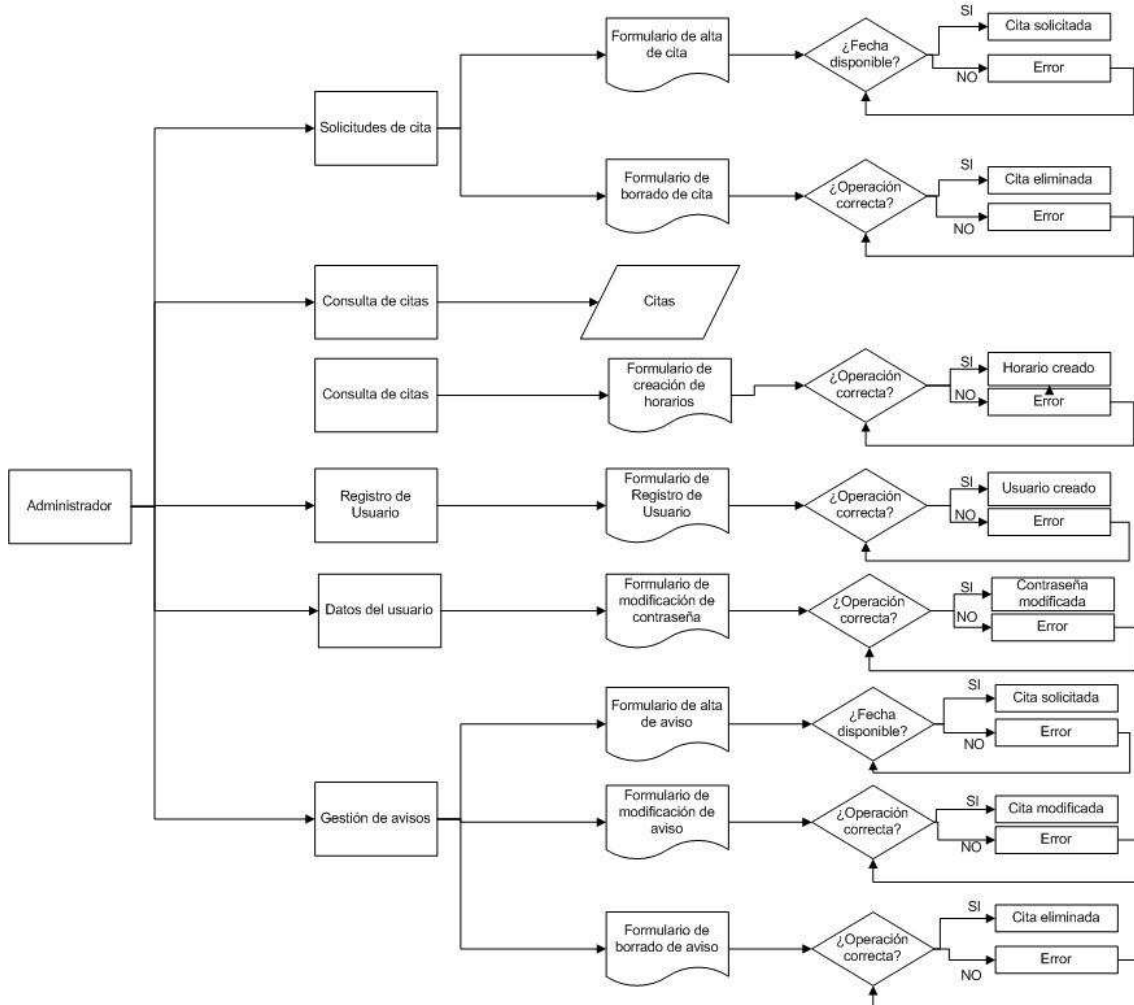 Formulario de alta
de cita
¿Fecha
disponible?
SI
Cita solicitada
NO
Error
Solicitudes de cita
Formulario de
borrado de cita
¿Operación
correcta?
SI
Cita eliminada
NO
Error
Consulta de citas
Citas
Consulta de citas
Formulario de
creación de
horarios
¿Operación
correcta?
SI
Horario creado
NO
Error
Administrador
Registro de
Usuario
Formulario de
Registro de
Usuario
¿Operación
correcta?
SI
Usuario creado
NO
Error
Datos del usuario
Formulario de
modificación de
contraseña
¿Operación
correcta?
SI
Contraseña
modificada
NO
Error
Formulario de alta
de aviso
¿Fecha
disponible?
SI
Cita solicitada
NO
Error
Gestión de avisos
Formulario de
modificación de
aviso
¿Operación
correcta?
SI
Cita modificada
NO
Error
Formulario de
borrado de aviso
¿Operación
correcta?
SI
Cita eliminada
NO
Error